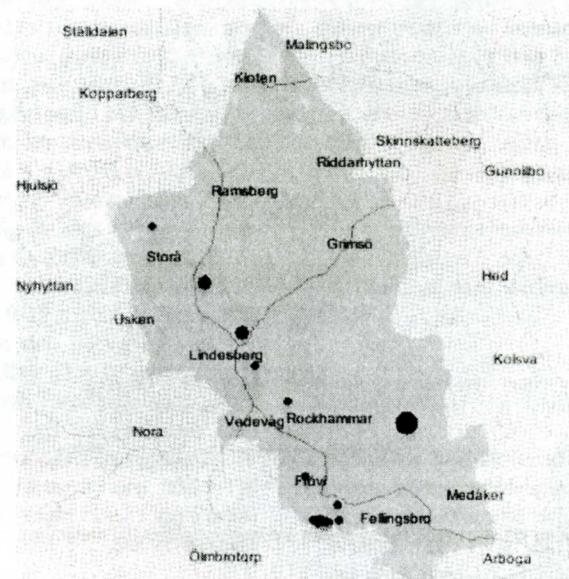 Ställdalen
Malingsbo
Kloten
Kopparberg
Skinnskatteberg
Riddarhyttan
Gunnilbo
Hjulsjö
Ramsberg
Grimsö
Storå
Hed
Nyhyttan
Usken
Lindesberg
Kolsva
Vedevåg
Rockhammar
Nora
Frövi
Medåker
Fellingsbro
Ölmbrotorp
Arboga